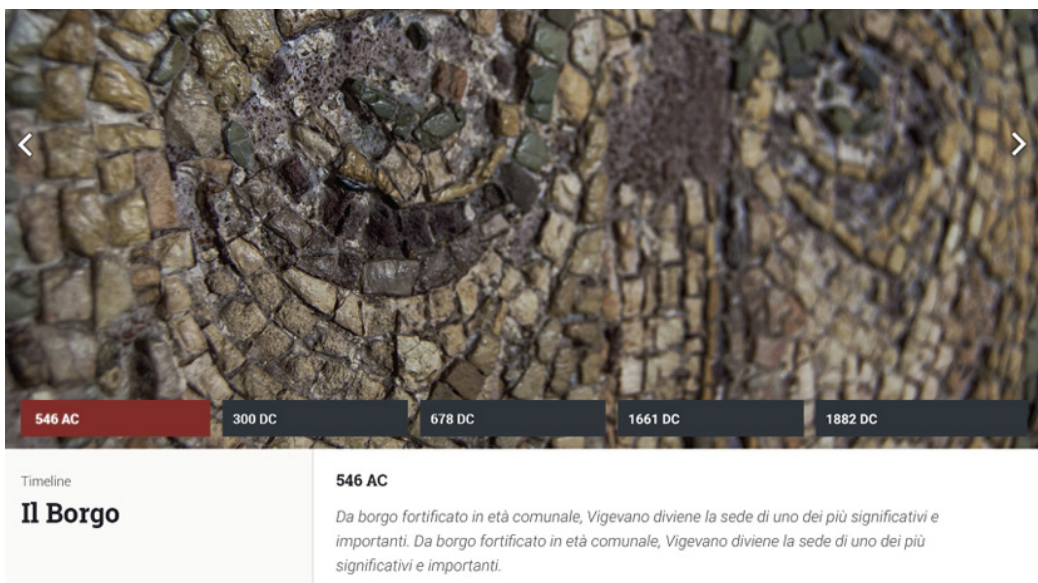 546 AC
300 DC
678 DC
1661 DC
1882 DC
Timeline
Il Borgo
546 AC
Da borgo fortificato in età comunale, Vigevano diviene la sede di uno dei più significativi e
importanti. Da borgo fortificato in età comunale, Vigevano diviene la sede di uno dei più
significativi e importanti.